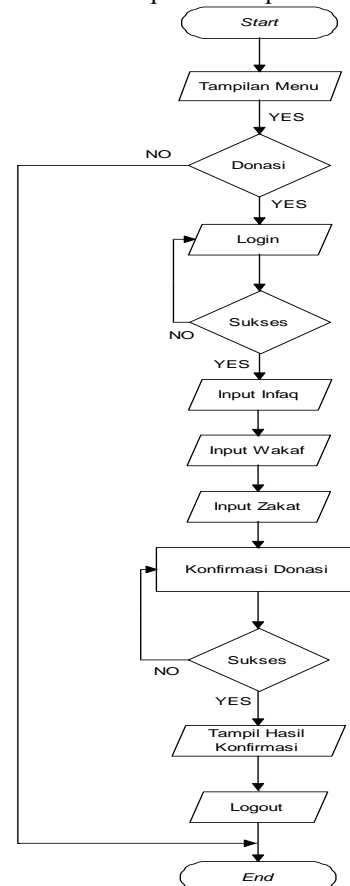 Start
Tampilan Menu
YES
NO
Donasi
YES
Login
Sukses
NO
YES
Input Infaq
Input Wakaf
Input Zakat
Konfirmasi Donasi
Sukses
NO
YES
Tampil Hasil
Konfirmasi
Logout
End